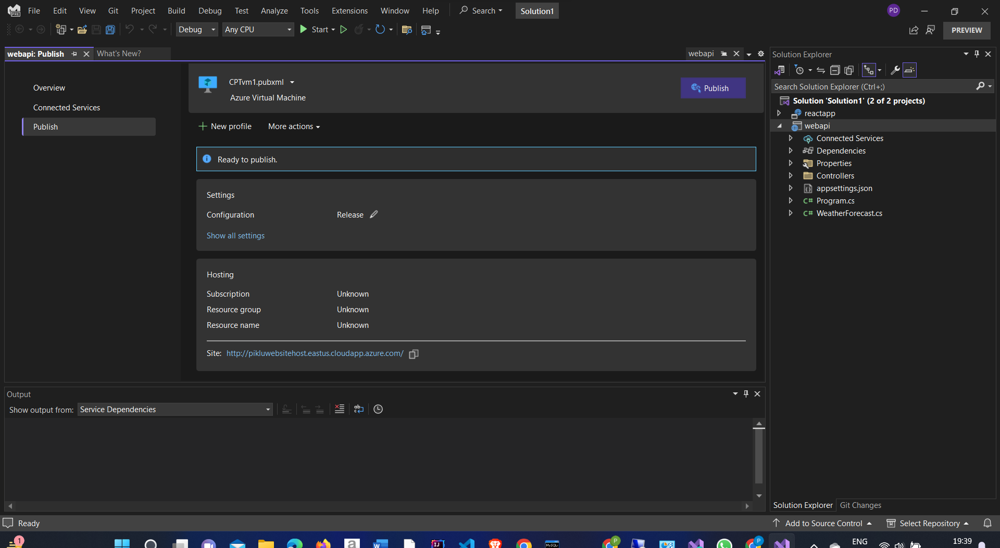 File Edit View Git Project Build Debug Test Analyze Tools Extensions Window Help Search Solution1 PD
PRE
Debug Any CPU Start PREVIEW
webapi: Publish What's New? webapi
Overview
Connected Services
Publish
CPTvm1.pubxml
Azure Virtual Machine
Publish
New profile More actions
Ready to publish.
Settings
Configuration Release
Show all settings
Hosting
Subscription Unknown
Resource group Unknown
Resource name Unknown
Site: http://pikluwebsitehost.eastus.cloudapp.azure.com/
Output
Show output from: Service Dependencies
Solution Explorer
Search Solution Explorer (Ctrl+;)
Solution 'Solution1' (2 of 2 projects)
reactapp
webapi
Connected Services
Dependencies
Properties
Controllers
appsettings.json
C# Program.cs
C# WeatherForecast.cs
Solution Explorer Git Changes
Ready Add to Source Control Select Repository
1 a W IJ MySQL P P ENG 19:39